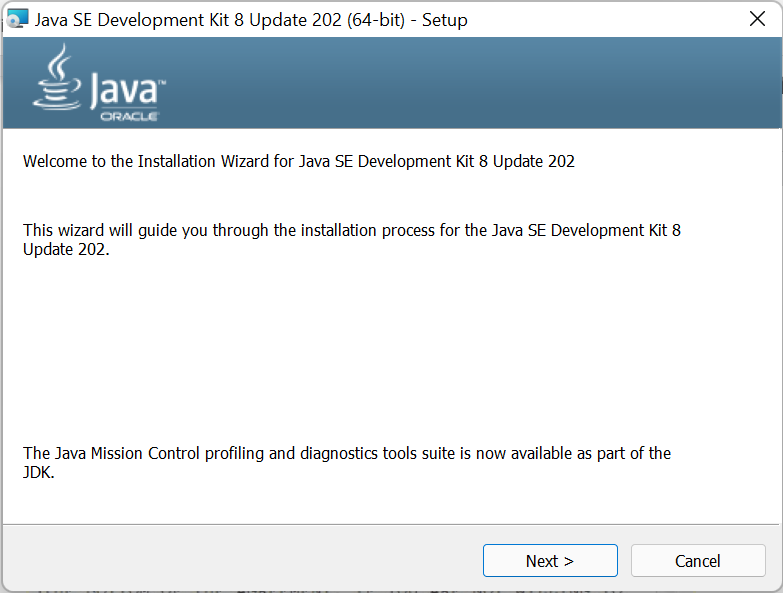 Java SE Development Kit 8 Update 202 (64-bit) - Setup
Java™
ORACLE
Welcome to the Installation Wizard for Java SE Development Kit 8 Update 202
This wizard will guide you through the installation process for the Java SE Development Kit 8
Update 202.
The Java Mission Control profiling and diagnostics tools suite is now available as part of the
JDK.
Next >
Cancel